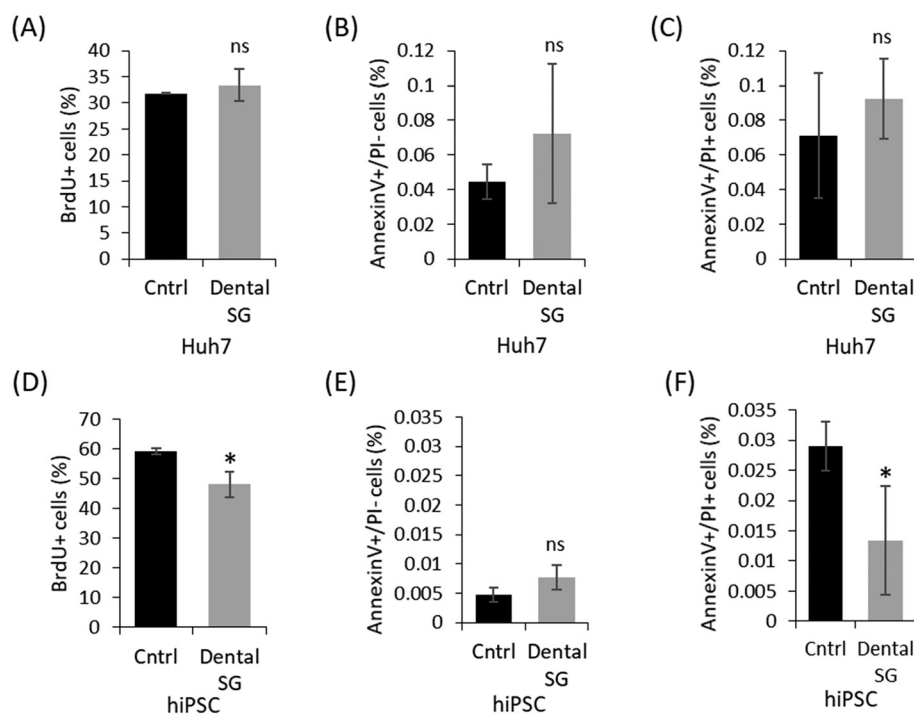 (A)
BrdU+ cells (%)
40
35
30
25
20
15
10
5
0
ns
Cntrl
Dental
SG
Huh7
(B)
AnnexinV+/PI- cells (%)
0.12
0.1
0.08
0.06
0.04
0.02
0
ns
Cntrl
Dental
SG
Huh7
(C)
AnnexinV+/PI+ cells (%)
0.12
0.1
0.08
0.06
0.04
0.02
0
ns
Cntrl
Dental
SG
Huh7
(D)
BrdU+ cells (%)
70
60
50
40
30
20
10
0
*
Cntrl
Dental
SG
hiPSC
(E)
AnnexinV+/PI- cells (%)
0.035
0.03
0.025
0.02
0.015
0.01
0.005
0
ns
Cntrl
Dental
SG
hiPSC
(F)
AnnexinV+/PI+ cells (%)
0.035
0.03
0.025
0.02
0.015
0.01
0.005
0
*
Cntrl
Dental
SG
hiPSC